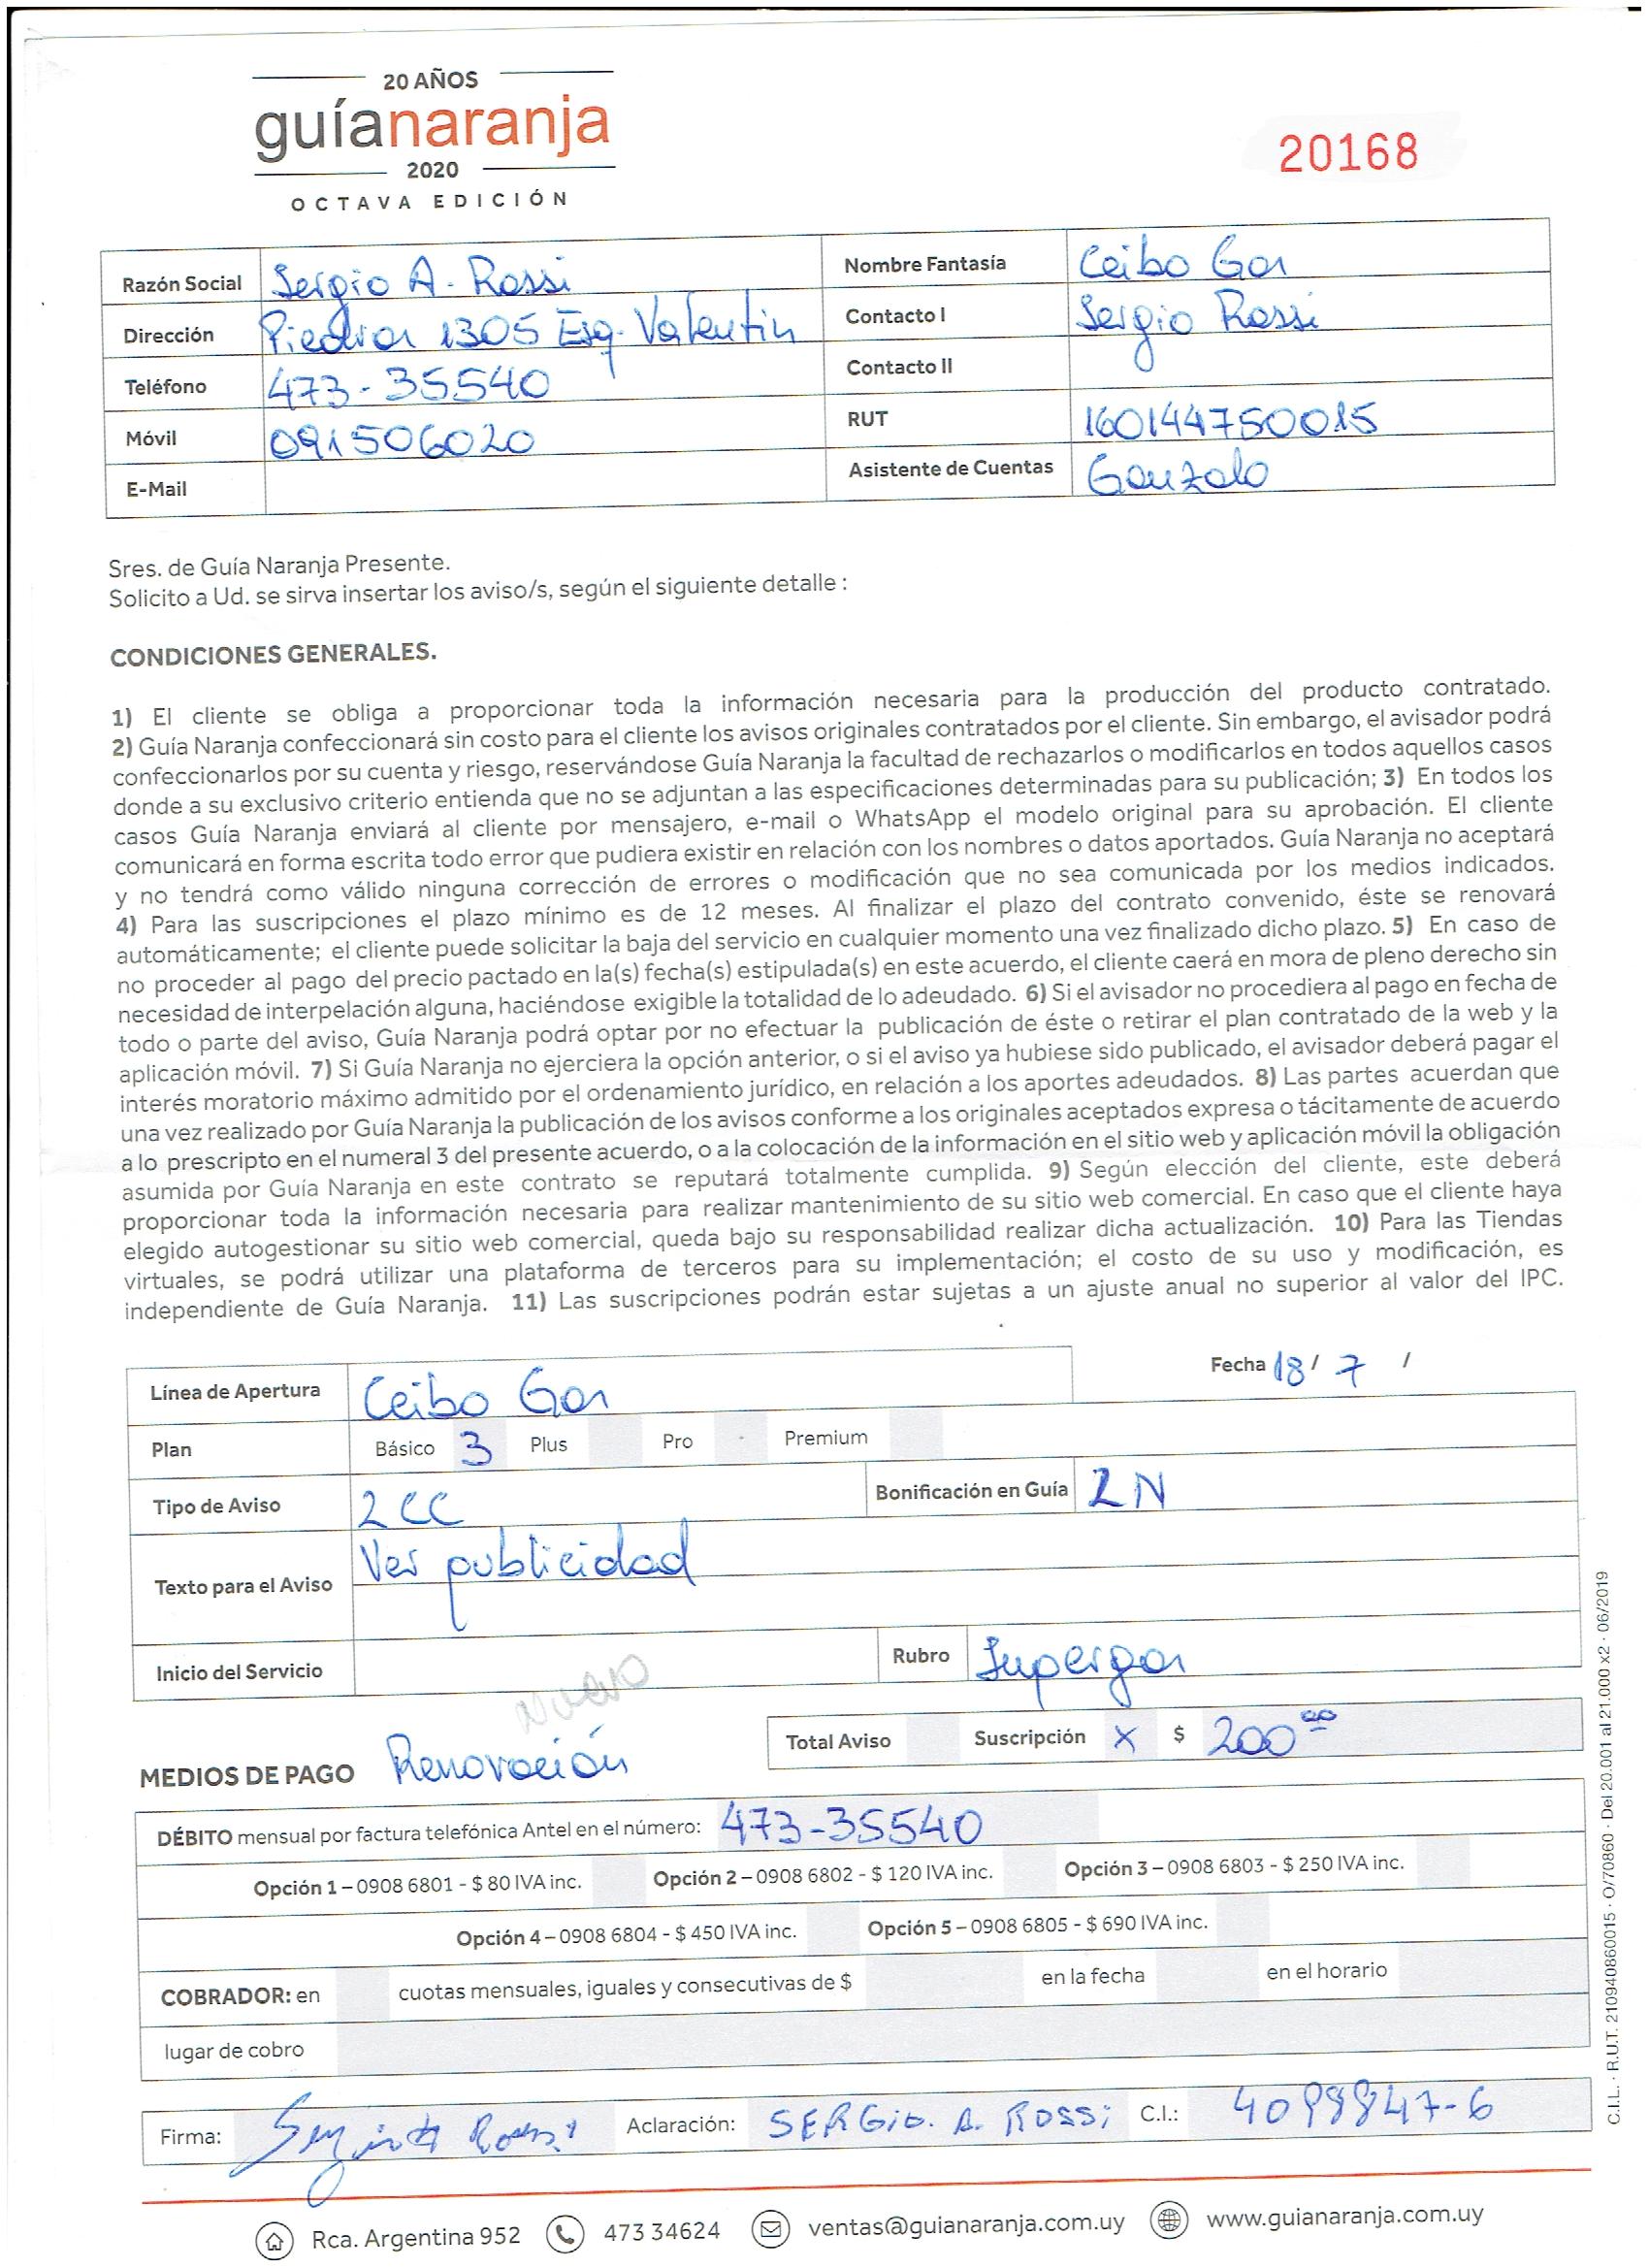 20 AÑOS
guíanaranja
2020
OCTAVA EDICIÓN
20168
Razón Social Sergio A. Rossi
Nombre Fantasía Ceibo Gas
Dirección Piedras 1305 Esq. Valentin
Contacto I Sergio Rossi
Teléfono 473-35540
Contacto II
Móvil 091506020
RUT 160144750015
E-Mail
Asistente de Cuentas Gonzalo
Sres. de Guía Naranja Presente.
Solicito a Ud. se sirva insertar los aviso/s, según el siguiente detalle :
CONDICIONES GENERALES.
1) El cliente se obliga a proporcionar toda la información necesaria para la producción del producto contratado.
2) Guía Naranja confeccionará sin costo para el cliente los avisos originales contratados por el cliente. Sin embargo, el avisador podrá
confeccionarlos por su cuenta y riesgo, reservándose Guía Naranja la facultad de rechazarlos o modificarlos en todos aquellos casos
donde a su exclusivo criterio entienda que no se adjuntan a las especificaciones determinadas para su publicación; 3) En todos los
casos Guía Naranja enviará al cliente por mensajero, e-mail o WhatsApp el modelo original para su aprobación. El cliente
comunicará en forma escrita todo error que pudiera existir en relación con los nombres o datos aportados. Guía Naranja no aceptará
y no tendrá como válido ninguna corrección de errores o modificación que no sea comunicada por los medios indicados.
4) Para las suscripciones el plazo mínimo es de 12 meses. Al finalizar el plazo del contrato convenido, éste se renovará
automáticamente; el cliente puede solicitar la baja del servicio en cualquier momento una vez finalizado dicho plazo. 5) En caso de
no proceder al pago del precio pactado en la(s) fecha(s) estipulada(s) en este acuerdo, el cliente caerá en mora de pleno derecho sin
necesidad de interpelación alguna, haciéndose exigible la totalidad de lo adeudado. 6) Si el avisador no procediera al pago en fecha de
todo o parte del aviso, Guía Naranja podrá optar por no efectuar la publicación de éste o retirar el plan contratado de la web y la
aplicación móvil. 7) Si Guía Naranja no ejerciera la opción anterior, o si el aviso ya hubiese sido publicado, el avisador deberá pagar el
interés moratorio máximo admitido por el ordenamiento jurídico, en relación a los aportes adeudados. 8) Las partes acuerdan que
una vez realizado por Guía Naranja la publicación de los avisos conforme a los originales aceptados expresa o tácitamente de acuerdo
a lo prescripto en el numeral 3 del presente acuerdo, o a la colocación de la información en el sitio web y aplicación móvil la obligación
asumida por Guía Naranja en este contrato se reputará totalmente cumplida. 9) Según elección del cliente, este deberá
proporcionar toda la información necesaria para realizar mantenimiento de su sitio web comercial. En caso que el cliente haya
elegido autogestionar su sitio web comercial, queda bajo su responsabilidad realizar dicha actualización. 10) Para las Tiendas
virtuales, se podrá utilizar una plataforma de terceros para su implementación; el costo de su uso y modificación, es
independiente de Guía Naranja. 11) Las suscripciones podrán estar sujetas a un ajuste anual no superior al valor del IPC.
Línea de Apertura Ceibo Gas
Fecha 18/ 7 /
Plan Básico 3 Plus Pro Premium
Tipo de Aviso 2 CC
Bonificación en Guía 2 N
Texto para el Aviso Ver publicidad
Inicio del Servicio
Rubro Supergas
nuevo
Total Aviso Suscripción X $ 200 00
MEDIOS DE PAGO Renovación
DÉBITO mensual por factura telefónica Antel en el número: 473-35540
Opción 1 – 0908 6801 - $ 80 IVA inc. Opción 2 – 0908 6802 - $ 120 IVA inc. Opción 3 – 0908 6803 - $ 250 IVA inc.
Opción 4 – 0908 6804 - $ 450 IVA inc. Opción 5 – 0908 6805 - $ 690 IVA inc.
COBRADOR: en cuotas mensuales, iguales y consecutivas de $ en la fecha en el horario
lugar de cobro
Firma: Sergio A Rossi Aclaración: SERGIO. A. ROSSI C.I.: 4098847-6
Rca. Argentina 952 473 34624 ventas@guianaranja.com.uy www.guianaranja.com.uy
C.I.L. · R.U.T. 210940860015 · O/70860 · Del 20.001 al 21.000 x2 · 06/2019